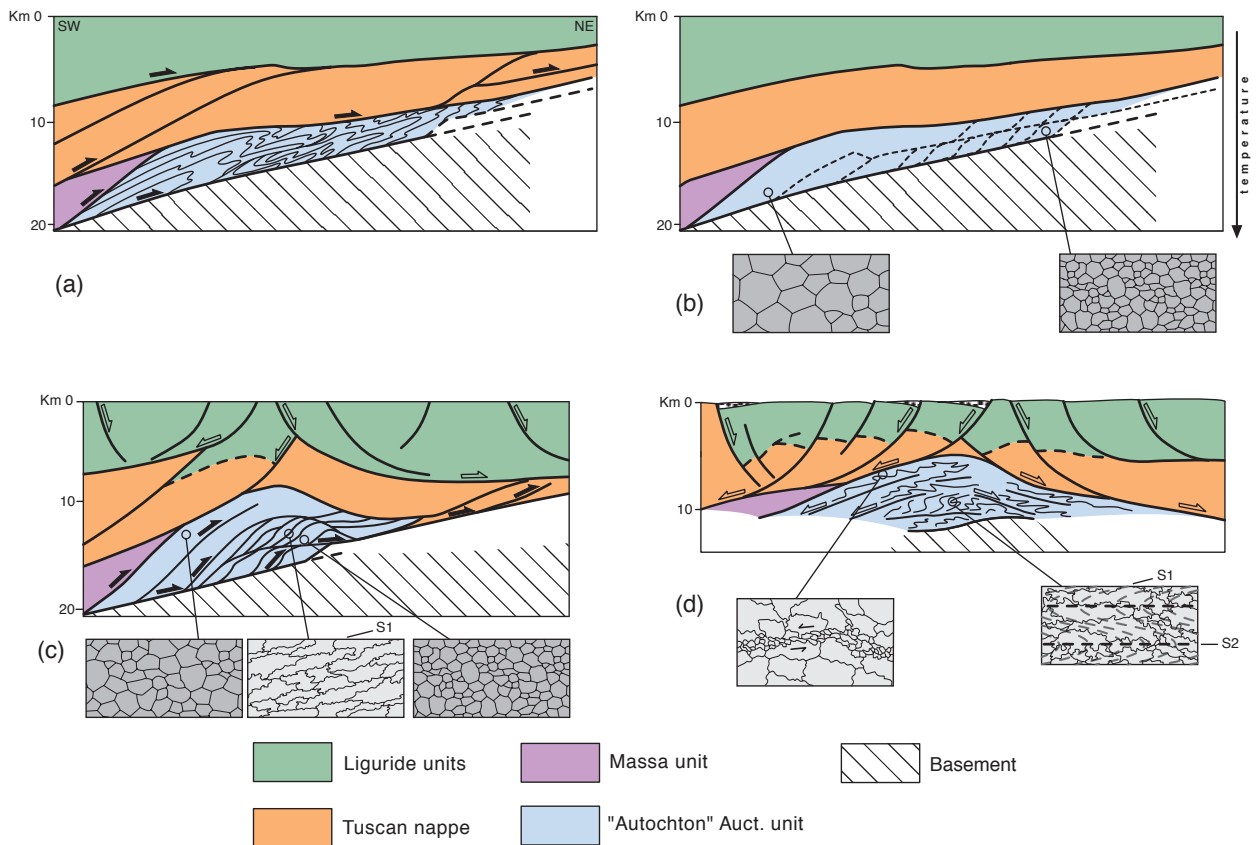 Km 0
SW
NE
10
20
(a)
Km 0
10
20
temperature
(b)
Km 0
10
20
S1
(c)
Km 0
10
S1
S2
(d)
Liguride units
Massa unit
Basement
Tuscan nappe
"Autochton" Auct. unit